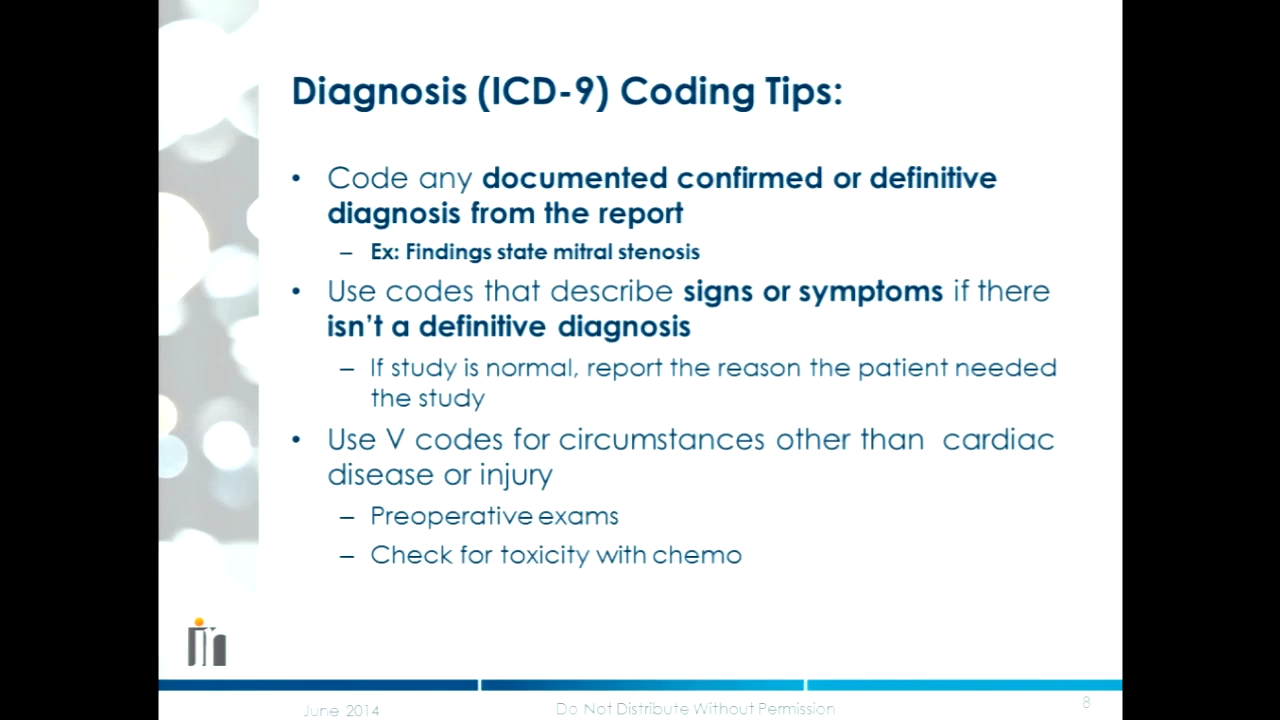 Diagnosis (ICD-9) Coding Tips:
• Code any documented confirmed or definitive
diagnosis from the report
– Ex: Findings state mitral stenosis
• Use codes that describe signs or symptoms if there
isn't a definitive diagnosis
– If study is normal, report the reason the patient needed
the study
• Use V codes for circumstances other than cardiac
disease or injury
– Preoperative exams
– Check for toxicity with chemo
June 2014
Do Not Distribute Without Permission
8